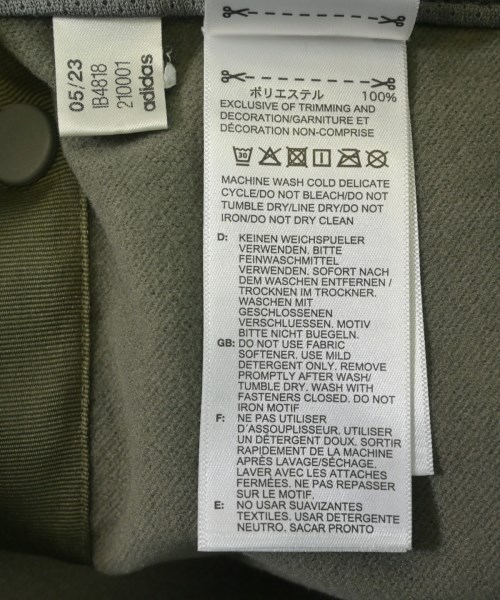 05/23
IB4818
210001
adidas
ポリエステル 100%
EXCLUSIVE OF TRIMMING AND
DECORATION/GARNITURE ET
DÉCORATION NON-COMPRISE
30
MACHINE WASH COLD DELICATE
CYCLE/DO NOT BLEACH/DO NOT
TUMBLE DRY/LINE DRY/DO NOT
IRON/DO NOT DRY CLEAN
D: KEINEN WEICHSPUELER
VERWENDEN. BITTE
FEINWASCHMITTEL
VERWENDEN. SOFORT NACH
DEM WASCHEN ENTFERNEN /
TROCKNEN IM TROCKNER.
WASCHEN MIT
GESCHLOSSENEN
VERSCHLUESSEN. MOTIV
BITTE NICHT BUEGELN.
GB: DO NOT USE FABRIC
SOFTENER. USE MILD
DETERGENT ONLY. REMOVE
PROMPTLY AFTER WASH/
TUMBLE DRY. WASH WITH
FASTENERS CLOSED. DO NOT
IRON MOTIF
F: NE PAS UTILISER
D'ASSOUPLISEUR. UTILISER
UN DÉTERGENT DOUX. SORTIR
RAPIDEMENT DE LA MACHINE
APRÈS LAVAGE/SÉCHAGE.
LAVER AVEC LES ATTACHES
FERMÉES. NE PAS REPASSER
SUR LE MOTIF.
E: NO USAR SUAVIZANTES
TEXTILES. USAR DETERGENTE
NEUTRO. SACAR PRONTO